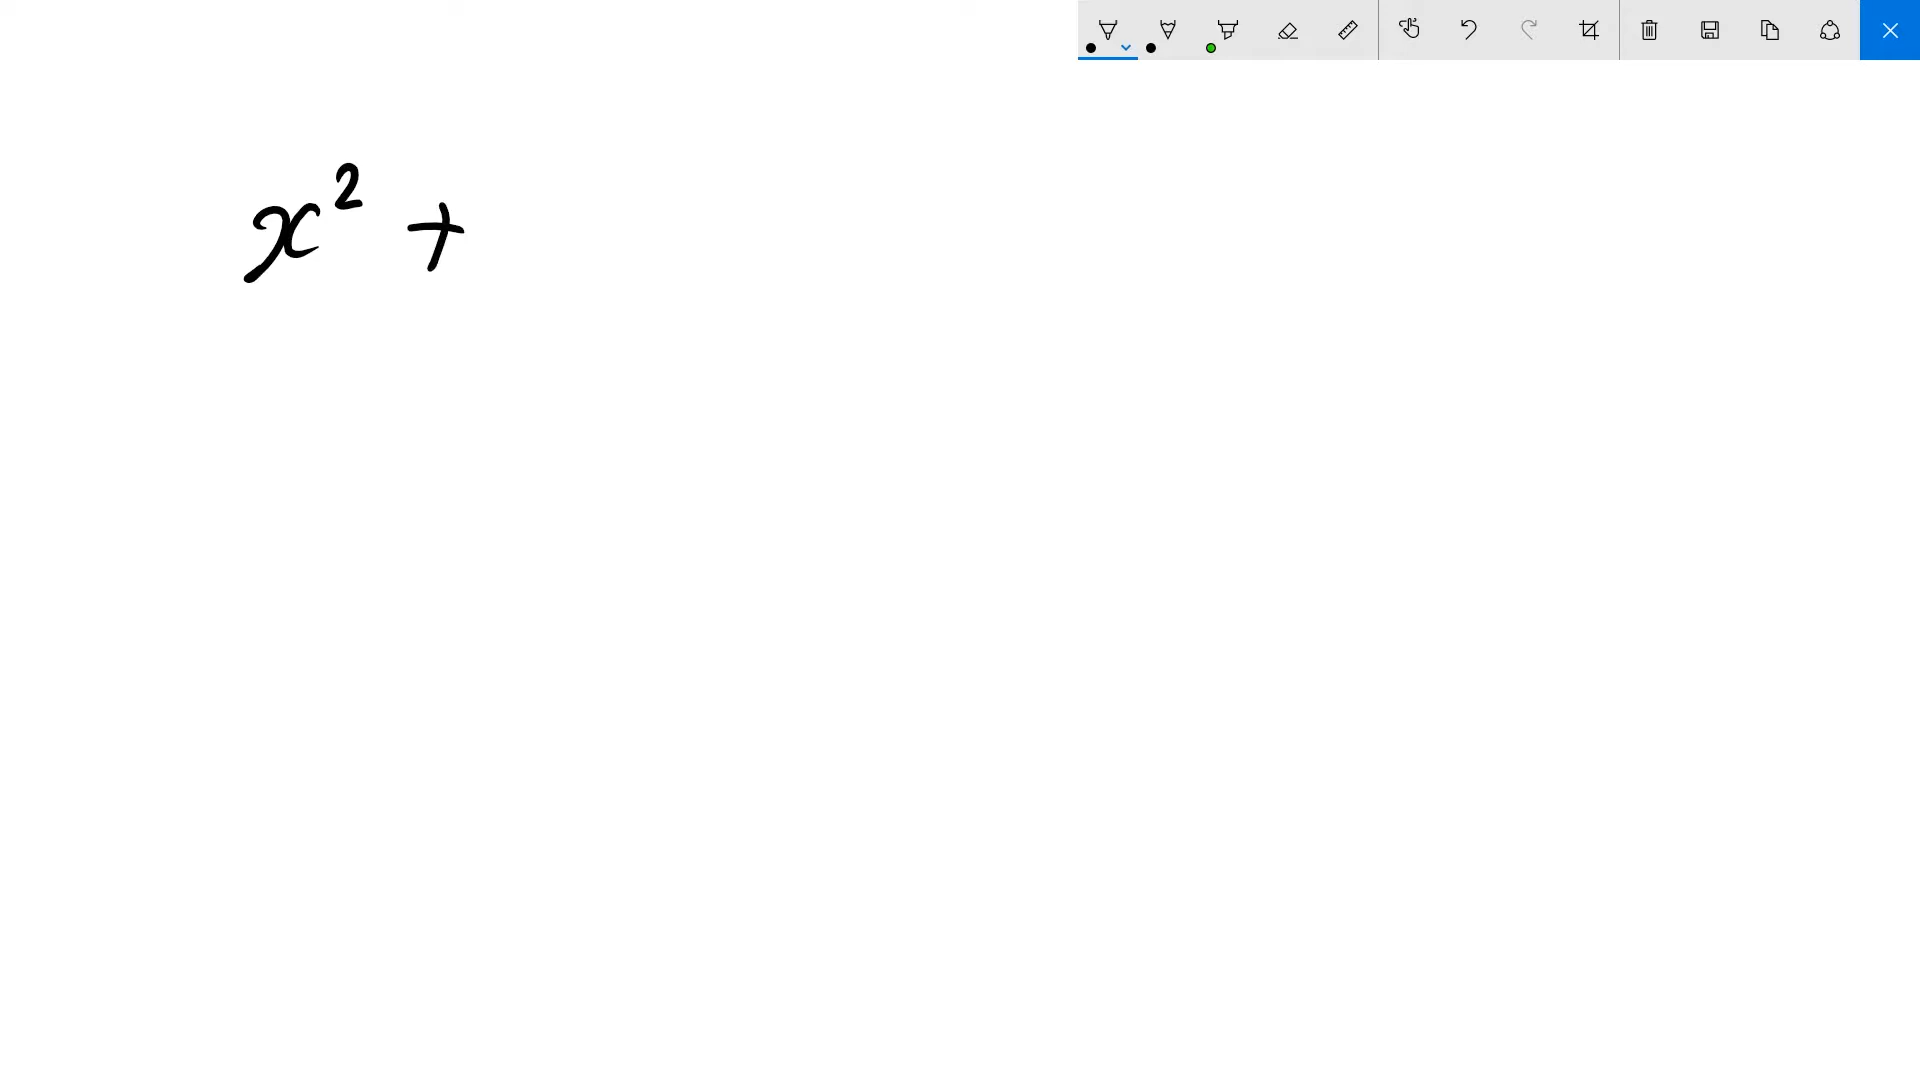 x² +